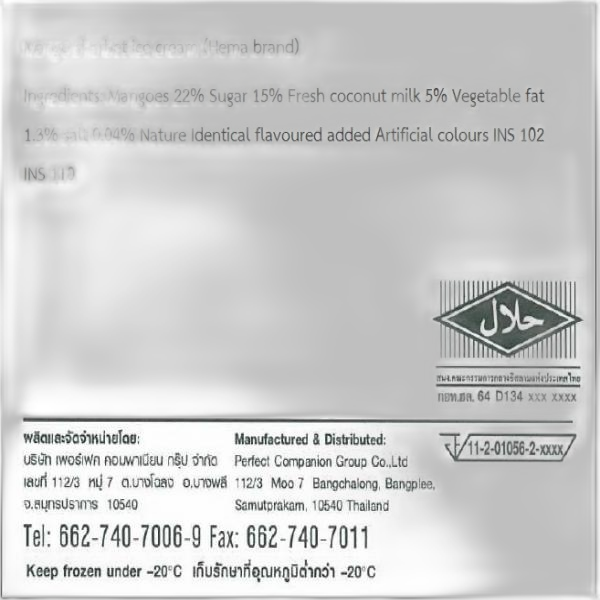 ice cream (Hema brand)
Ingredients: Mangoes 22% Sugar 15% Fresh coconut milk 5% Vegetable fat
1.3% salt 0.04% Nature Identical flavoured added Artificial colours INS 102
INS 110
حلال
สนง.คณะกรรมการกลางอิสลามแห่งประเทศไทย
กอท.ฮล. 64 D134 xxx xxxx
ผลิตและจัดจำหน่ายโดย: Manufactured & Distributed:
บริษัท เพอร์เฟค คอมพาเนียน กรุ๊ป จำกัด Perfect Companion Group Co.,Ltd
เลขที่ 112/3 หมู่ 7 ต.บางโฉลง อ.บางพลี 112/3 Moo 7 Bangchalong, Bangplee,
จ.สมุทรปราการ 10540 Samutprakarn, 10540 Thailand
11-2-01056-2-xxxx
Tel: 662-740-7006-9 Fax: 662-740-7011
Keep frozen under -20°C เก็บรักษาที่อุณหภูมิต่ำกว่า -20°C